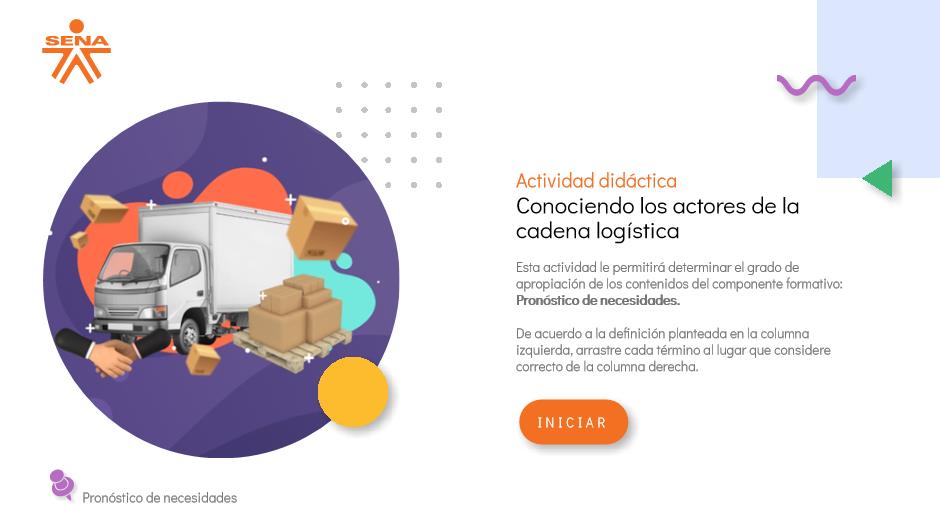 SENA
Actividad didáctica
Conociendo los actores de la
cadena logística
Esta actividad le permitirá determinar el grado de
apropiación de los contenidos del componente formativo:
Pronóstico de necesidades.
De acuerdo a la definición planteada en la columna
izquierda, arrastre cada término al lugar que considere
correcto de la columna derecha.
INICIAR
Pronóstico de necesidades